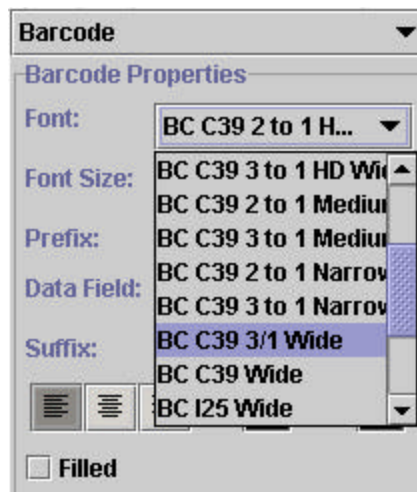 Barcode
Barcode Properties
Font:
BC C39 2 to 1 H...
Font Size:
BC C39 3 to 1 HD
BC C39 2 to 1
Prefix:
BC C39 3 to 1
BC C39 2 to 1 Narrow
Data Field:
BC C39 3 to 1 Narrow
Suffix:
BC C39 3/1 Wide
BC C39 Wide
BC I25 Wide
Filled